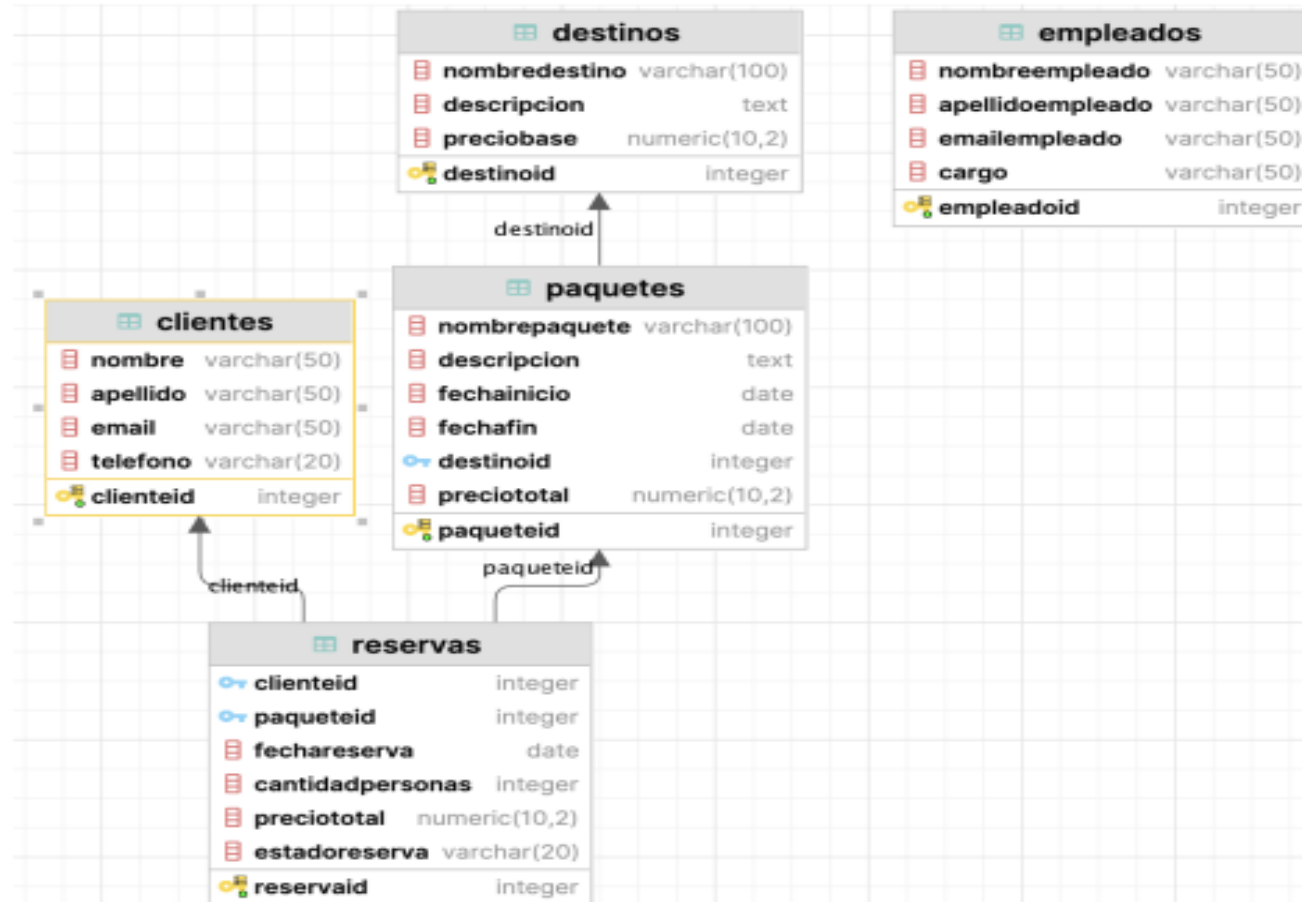 destinos
nombredestino varchar(100)
descripcion text
preciobase numeric(10,2)
destinoid integer
empleados
nombreempleado varchar(50)
apellidoempleado varchar(50)
emailempleado varchar(50)
cargo varchar(50)
empleadoid integer
destinoid
paquetes
nombrepaquete varchar(100)
descripcion text
fechainicio date
fechafin date
destinoid integer
preciototal numeric(10,2)
paqueteid integer
clientes
nombre varchar(50)
apellido varchar(50)
email varchar(50)
telefono varchar(20)
clienteid integer
clienteid
paqueteid
reservas
clienteid integer
paqueteid integer
fechareserva date
cantidadpersonas integer
preciototal numeric(10,2)
estadoreserva varchar(20)
reservaid integer